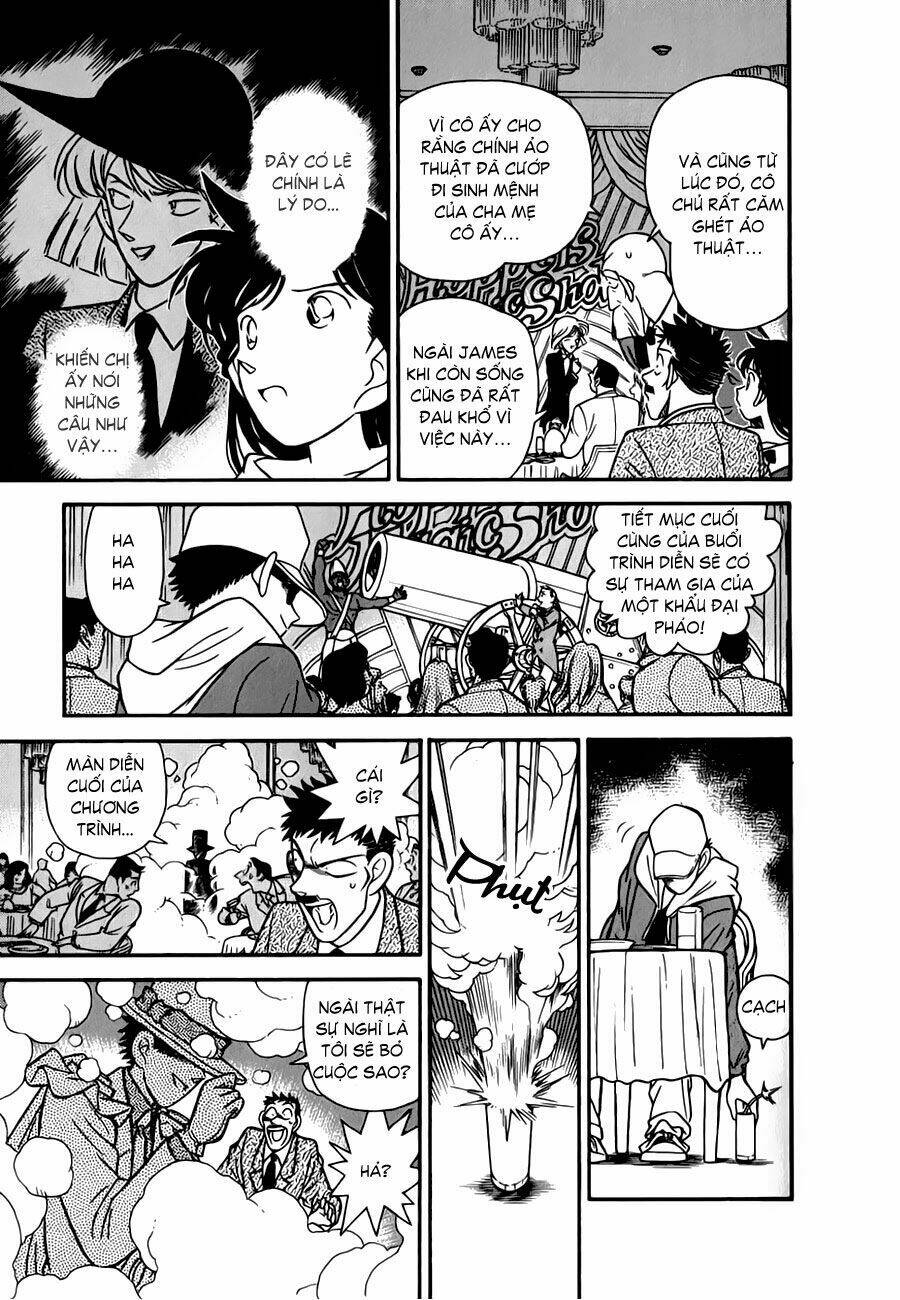 VÀ CŨNG TỪ
LÚC ĐÓ, CÔ
CHỦ RẤT CĂM
GHÉT ẢO
THUẬT...
VÌ CÔ ẤY CHO
RẰNG CHÍNH ẢO
THUẬT ĐÃ CƯỚP
ĐI SINH MỆNH
CỦA CHA MẸ
CÔ ẤY...
NGÀI JAMES
KHI CÒN SỐNG
CŨNG ĐÃ RẤT
ĐAU KHỔ VÌ
VIỆC NÀY...
ĐÂY CÓ LẼ
CHÍNH LÀ
LÝ DO...
KHIẾN CHỊ
ẤY NÓI
NHỮNG
CÂU NHƯ
VẬY...
TIẾT MỤC CUỐI
CÙNG CỦA BUỔI
TRÌNH DIỄN SẼ CÓ
SỰ THAM GIA CỦA
MỘT KHẨU ĐẠI
PHÁO!
HA
HA
HA
CẠCH
Phụt
CÁI
GÌ?
MÀN DIỄN
CUỐI CỦA
CHƯƠNG
TRÌNH...
NGÀI THẬT
SỰ NGHĨ LÀ
TÔI SẼ BỎ
CUỘC SAO?
HẢ?